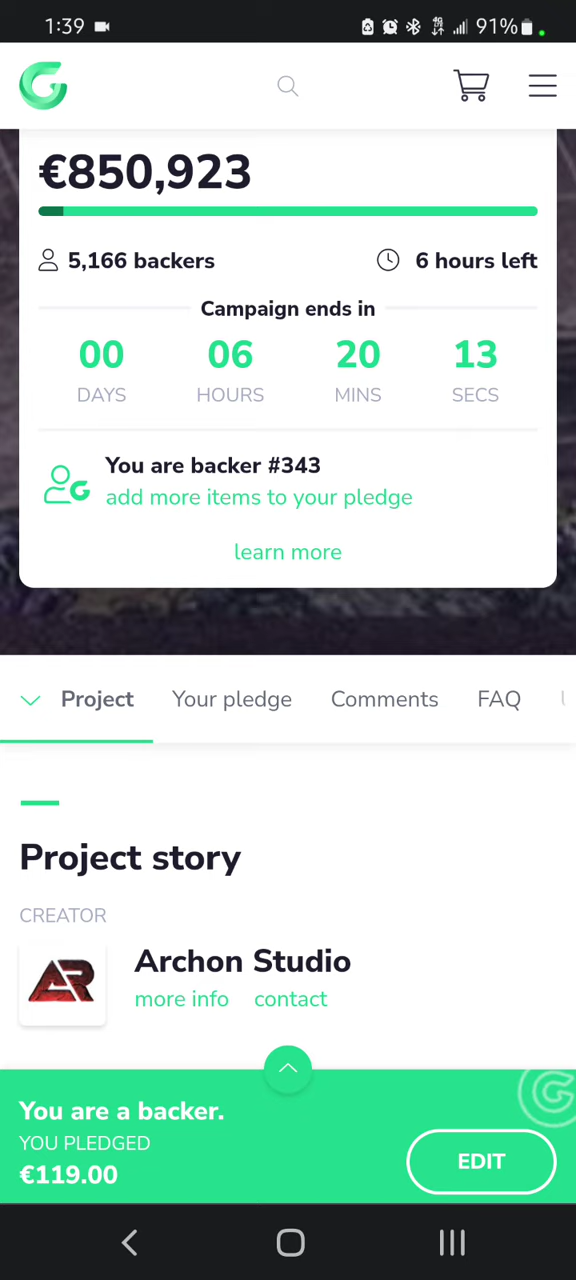 1:39
4G
91%
€850,923
5,166 backers
6 hours left
Campaign ends in
00 06 20 13
DAYS HOURS MINS SECS
You are backer #343
add more items to your pledge
learn more
Project Your pledge Comments FAQ
Project story
CREATOR
AR
Archon Studio
more info contact
You are a backer.
YOU PLEDGED
€119.00
EDIT